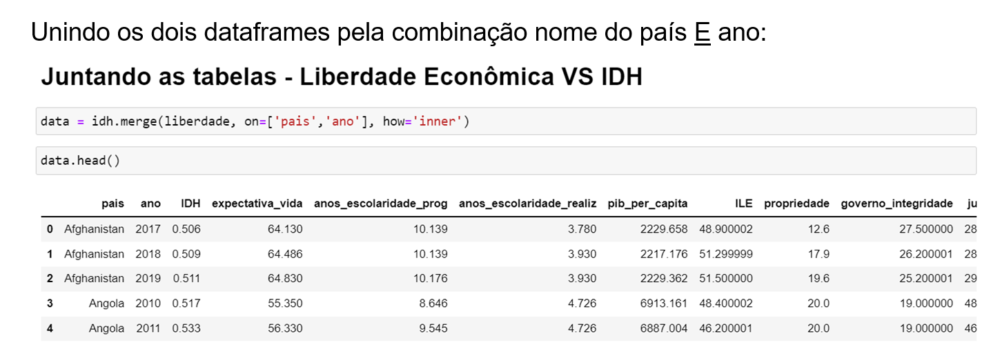 Unindo os dois dataframes pela combinação nome do país E ano:
Juntando as tabelas - Liberdade Econômica VS IDH
data = idh.merge(liberdade, on=['pais','ano'], how='inner')
data.head()
pais ano IDH expectativa_vida anos_escolaridade_prog anos_escolaridade_realiz pib_per_capita ILE propriedade governo_integridade ju
0 Afghanistan 2017 0.506 64.130 10.139 3.780 2229.658 48.900002 12.6 27.500000 28
1 Afghanistan 2018 0.509 64.486 10.139 3.930 2217.176 51.299999 17.9 26.200001 28
2 Afghanistan 2019 0.511 64.830 10.176 3.930 2229.362 51.500000 19.6 25.200001 29
3 Angola 2010 0.517 55.350 8.646 4.726 6913.161 48.400002 20.0 19.000000 48
4 Angola 2011 0.533 56.330 9.545 4.726 6887.004 46.200001 20.0 19.000000 46